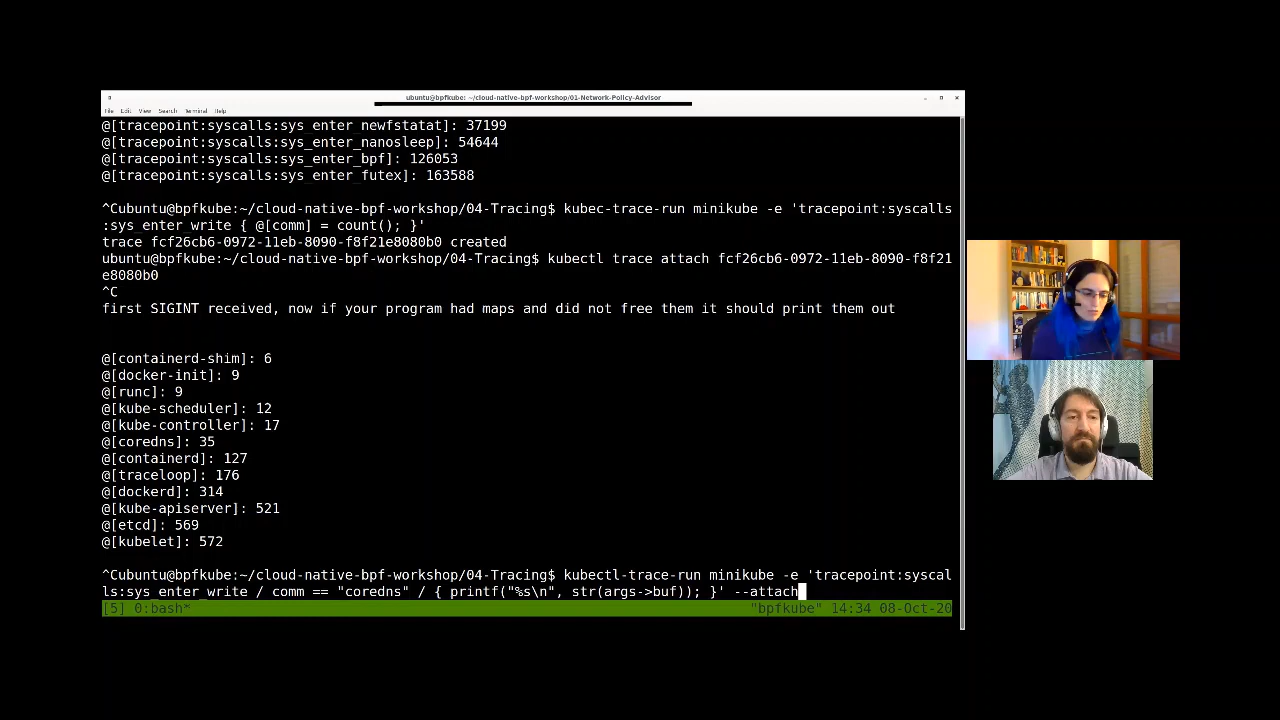 ubuntu@bpfkube: ~/cloud-native-bpf-workshop/01-Network-Policy-Advisor
File Edit View Search Terminal Help
@[tracepoint:syscalls:sys_enter_newfstatat]: 37199
@[tracepoint:syscalls:sys_enter_nanosleep]: 54644
@[tracepoint:syscalls:sys_enter_bpf]: 126053
@[tracepoint:syscalls:sys_enter_futex]: 163588
^Cubuntu@bpfkube:~/cloud-native-bpf-workshop/04-Tracing$ kubec-trace-run minikube -e 'tracepoint:syscalls
:sys_enter_write { @[comm] = count(); }'
trace fcf26cb6-0972-11eb-8090-f8f21e8080b0 created
ubuntu@bpfkube:~/cloud-native-bpf-workshop/04-Tracing$ kubectl trace attach fcf26cb6-0972-11eb-8090-f8f21
e8080b0
^C
first SIGINT received, now if your program had maps and did not free them it should print them out
@[containerd-shim]: 6
@[docker-init]: 9
@[runc]: 9
@[kube-scheduler]: 12
@[kube-controller]: 17
@[coredns]: 35
@[containerd]: 127
@[traceloop]: 176
@[dockerd]: 314
@[kube-apiserver]: 521
@[etcd]: 569
@[kubelet]: 572
^Cubuntu@bpfkube:~/cloud-native-bpf-workshop/04-Tracing$ kubectl-trace-run minikube -e 'tracepoint:syscal
ls:sys_enter_write / comm == "coredns" / { printf("%s\n", str(args->buf)); }' --attach
[5] 0:bash* "bpfkube" 14:34 08-Oct-20